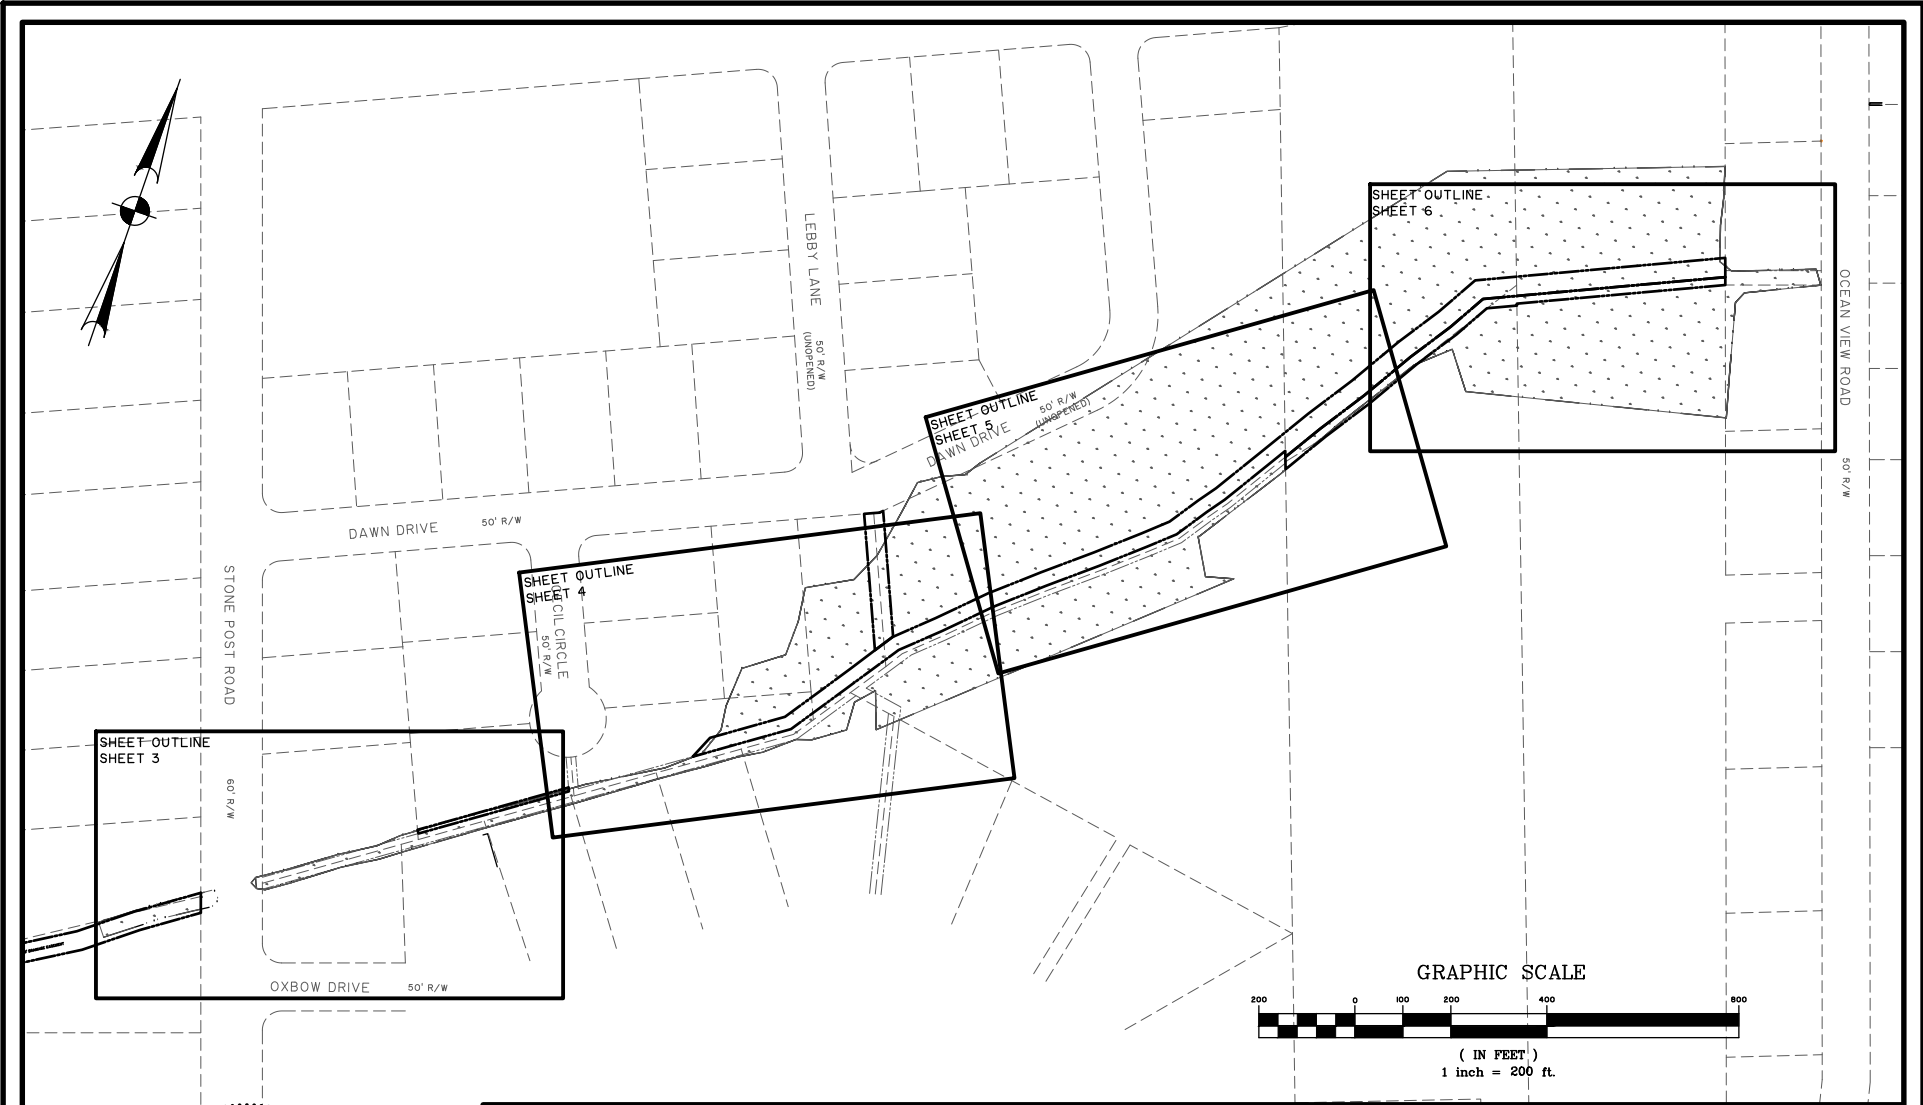 SHEET OUTLINE
SHEET 6
LEBBY LANE
50' R/W
(UNOPENED)
OCEAN VIEW ROAD
50' R/W
SHEET OUTLINE
SHEET 5
DAWN DRIVE
50' R/W
(UNOPENED)
DAWN DRIVE
50' R/W
SHEET OUTLINE
SHEET 4
CECIL CIRCLE
50' R/W
STONE POST ROAD
60' R/W
SHEET OUTLINE
SHEET 3
OXBOW DRIVE
50' R/W
GRAPHIC SCALE
200 0 100 200 400 800
( IN FEET )
1 inch = 200 ft.